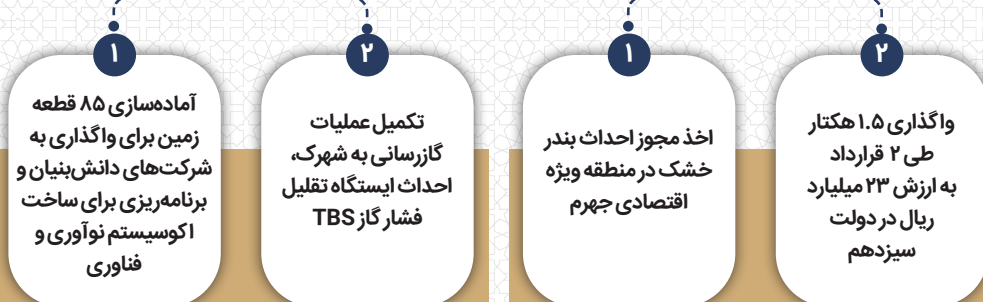 ۱
آماده‌سازی ۸۵ قطعه
زمین برای واگذاری به
شرکت‌های دانش‌بنیان و
برنامه‌ریزی برای ساخت
اکوسیستم نوآوری و
فناوری
۲
تکمیل عملیات
گازرسانی به شهرک،
احداث ایستگاه تقلیل
فشار گاز TBS
۱
اخذ مجوز احداث بندر
خشک در منطقه ویژه
اقتصادی جهرم
۲
واگذاری ۱.۵ هکتار
طی ۲ قرارداد
به ارزش ۲۳ میلیارد
ریال در دولت
سیزدهم